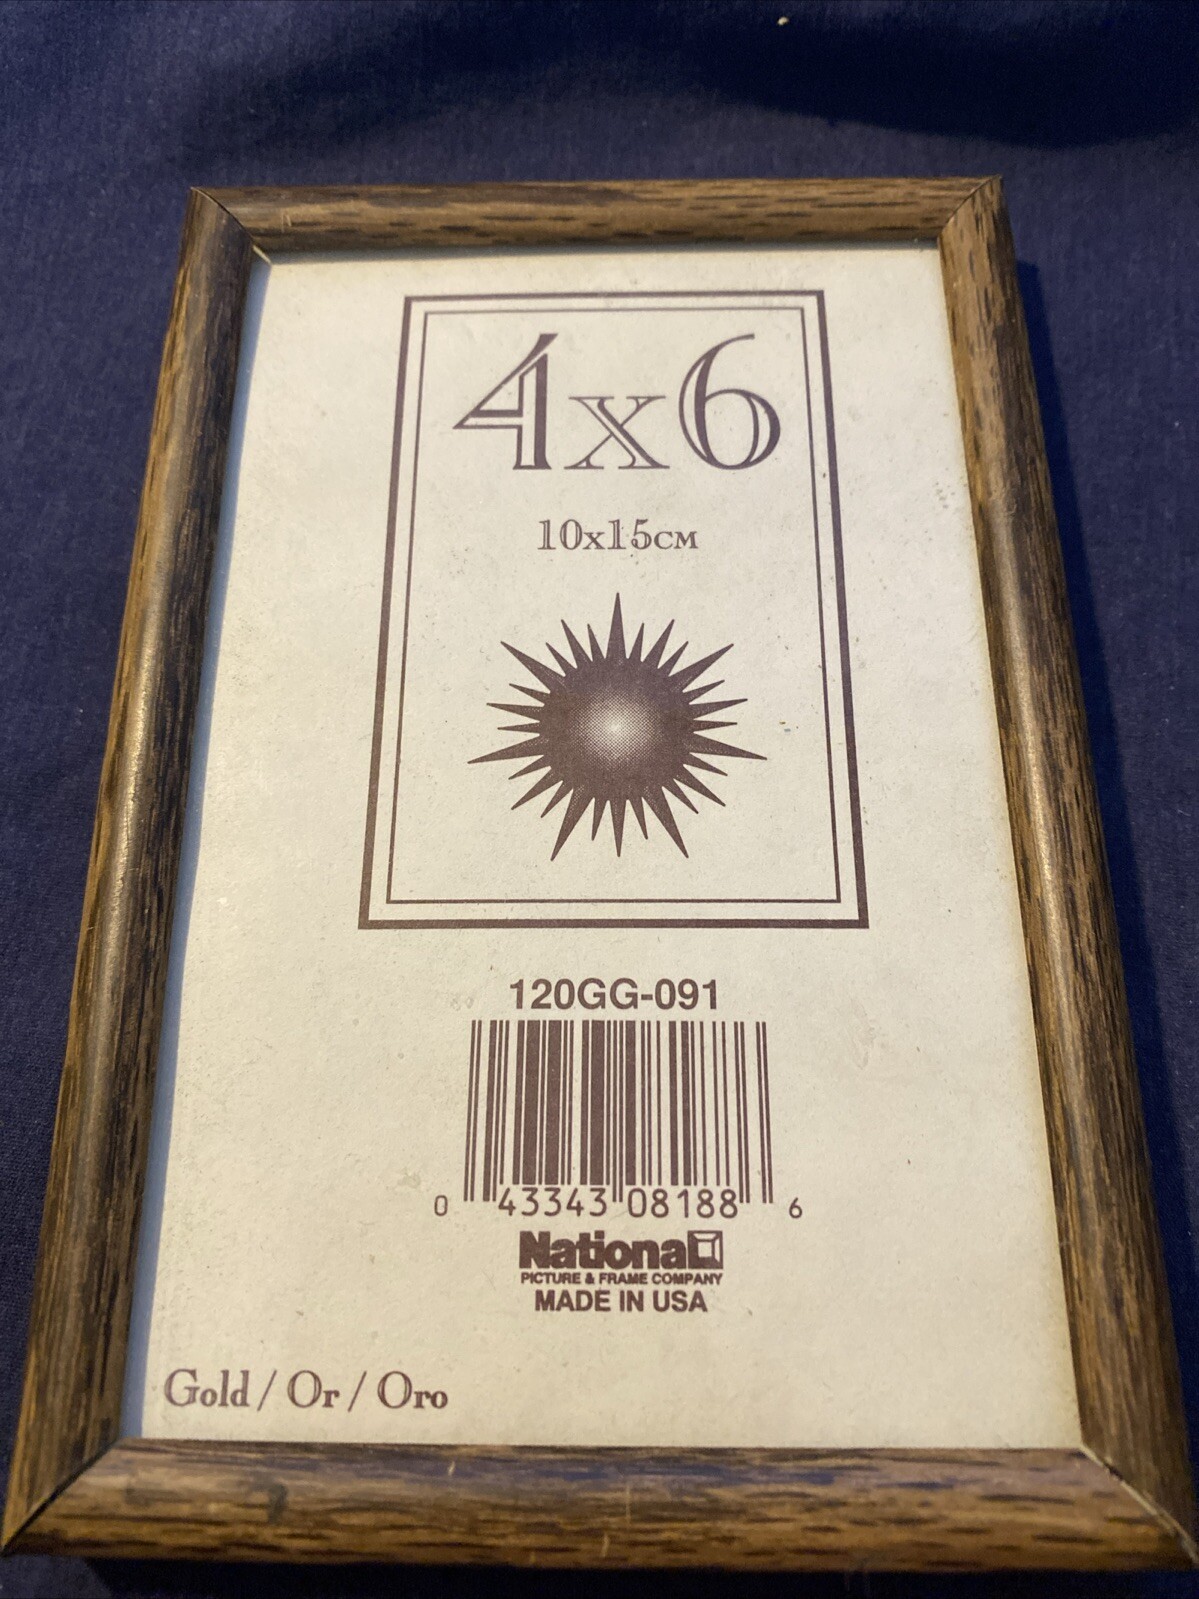 4x6
10x15CM
120GG-091
0 43343 08188 6
National
PICTURE & FRAME COMPANY
MADE IN USA
Gold / Or / Oro